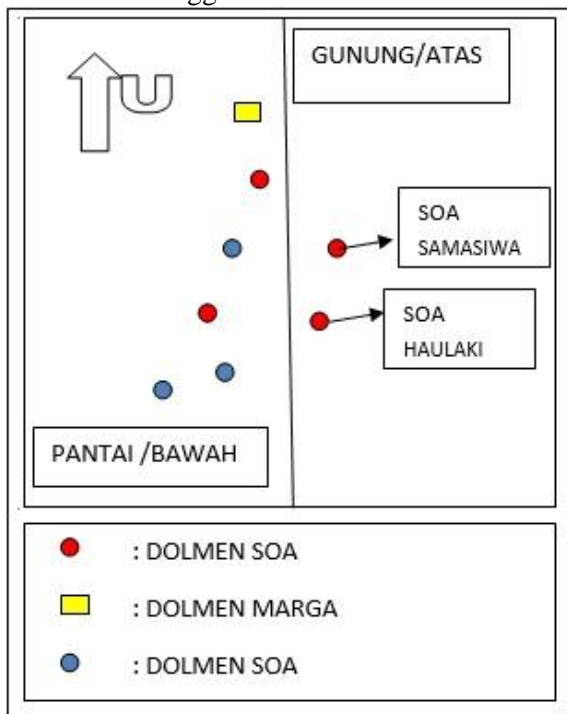 GUNUNG/ATAS
U
SOA
SAMASIWA
SOA
HAULAKI
PANTAI /BAWAH
: DOLMEN SOA
: DOLMEN MARGA
: DOLMEN SOA